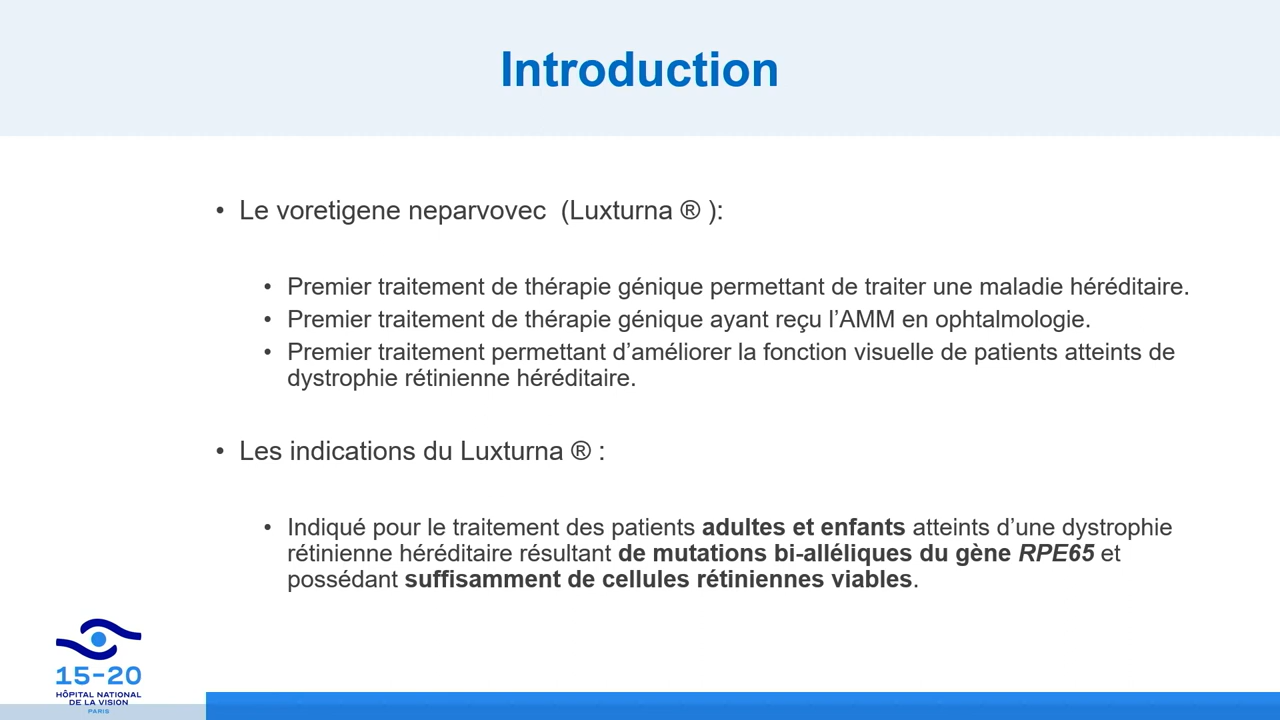 Introduction
• Le voretigene neparvovec  (Luxturna ® ):
• Premier traitement de thérapie génique permettant de traiter une maladie héréditaire.
• Premier traitement de thérapie génique ayant reçu l’AMM en ophtalmologie.
• Premier traitement permettant d’améliorer la fonction visuelle de patients atteints de
dystrophie rétinienne héréditaire.
• Les indications du Luxturna ® :
• Indiqué pour le traitement des patients adultes et enfants atteints d’une dystrophie
rétinienne héréditaire résultant de mutations bi-alléliques du gène RPE65 et
possédant suffisamment de cellules rétiniennes viables.
15-20
HÔPITAL NATIONAL
DE LA VISION
PARIS